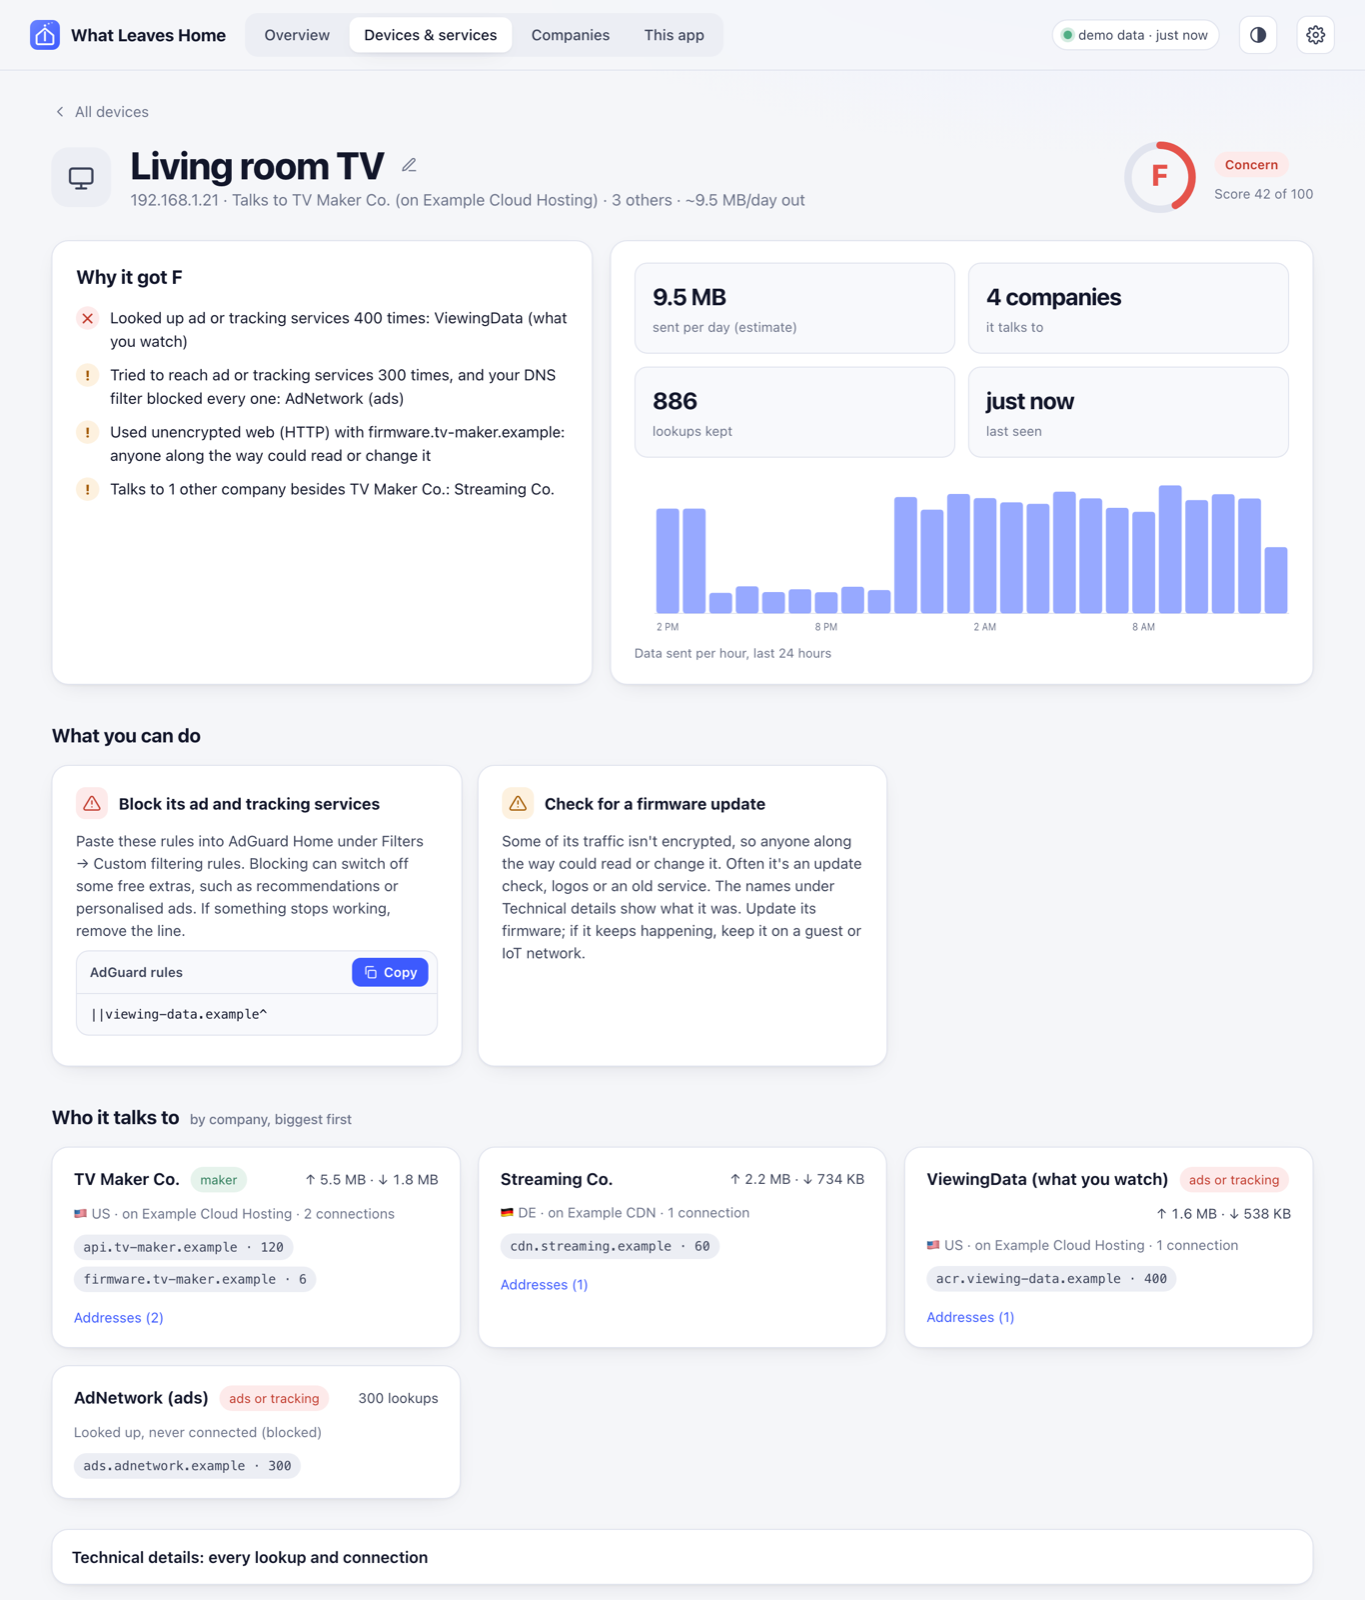 What Leaves Home
Overview
Devices & services
Companies
This app
demo data · just now
All devices
Living room TV
192.168.1.21 · Talks to TV Maker Co. (on Example Cloud Hosting) · 3 others · ~9.5 MB/day out
F
Concern
Score 42 of 100
Why it got F
Looked up ad or tracking services 400 times: ViewingData (what
you watch)
! Tried to reach ad or tracking services 300 times, and your DNS
filter blocked every one: AdNetwork (ads)
! Used unencrypted web (HTTP) with firmware.tv-maker.example:
anyone along the way could read or change it
! Talks to 1 other company besides TV Maker Co.: Streaming Co.
9.5 MB
sent per day (estimate)
4 companies
it talks to
886
lookups kept
just now
last seen
2 PM
8 PM
2 AM
8 AM
Data sent per hour, last 24 hours
What you can do
Block its ad and tracking services
Paste these rules into AdGuard Home under Filters
→ Custom filtering rules. Blocking can switch off
some free extras, such as recommendations or
personalised ads. If something stops working,
remove the line.
AdGuard rules
Copy
||viewing-data.example^
Check for a firmware update
Some of its traffic isn't encrypted, so anyone along
the way could read or change it. Often it's an update
check, logos or an old service. The names under
Technical details show what it was. Update its
firmware; if it keeps happening, keep it on a guest or
IoT network.
Who it talks to by company, biggest first
TV Maker Co. maker ↑ 5.5 MB · ↓ 1.8 MB
US · on Example Cloud Hosting · 2 connections
api.tv-maker.example · 120
firmware.tv-maker.example · 6
Addresses (2)
Streaming Co. ↑ 2.2 MB · ↓ 734 KB
DE · on Example CDN · 1 connection
cdn.streaming.example · 60
Addresses (1)
ViewingData (what you watch) ads or tracking
↑ 1.6 MB · ↓ 538 KB
US · on Example Cloud Hosting · 1 connection
acr.viewing-data.example · 400
Addresses (1)
AdNetwork (ads) ads or tracking 300 lookups
Looked up, never connected (blocked)
ads.adnetwork.example · 300
Technical details: every lookup and connection